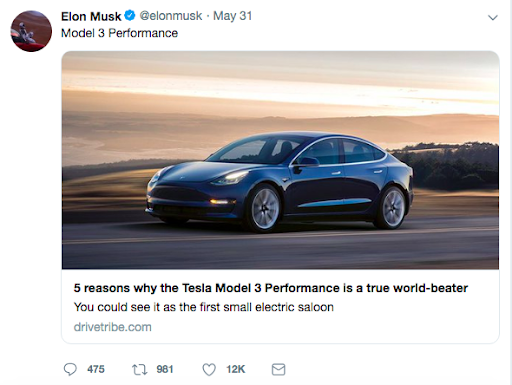 Elon Musk @elonmusk · May 31
Model 3 Performance
5 reasons why the Tesla Model 3 Performance is a true world-beater
You could see it as the first small electric saloon
drivetribe.com
475 981 12K